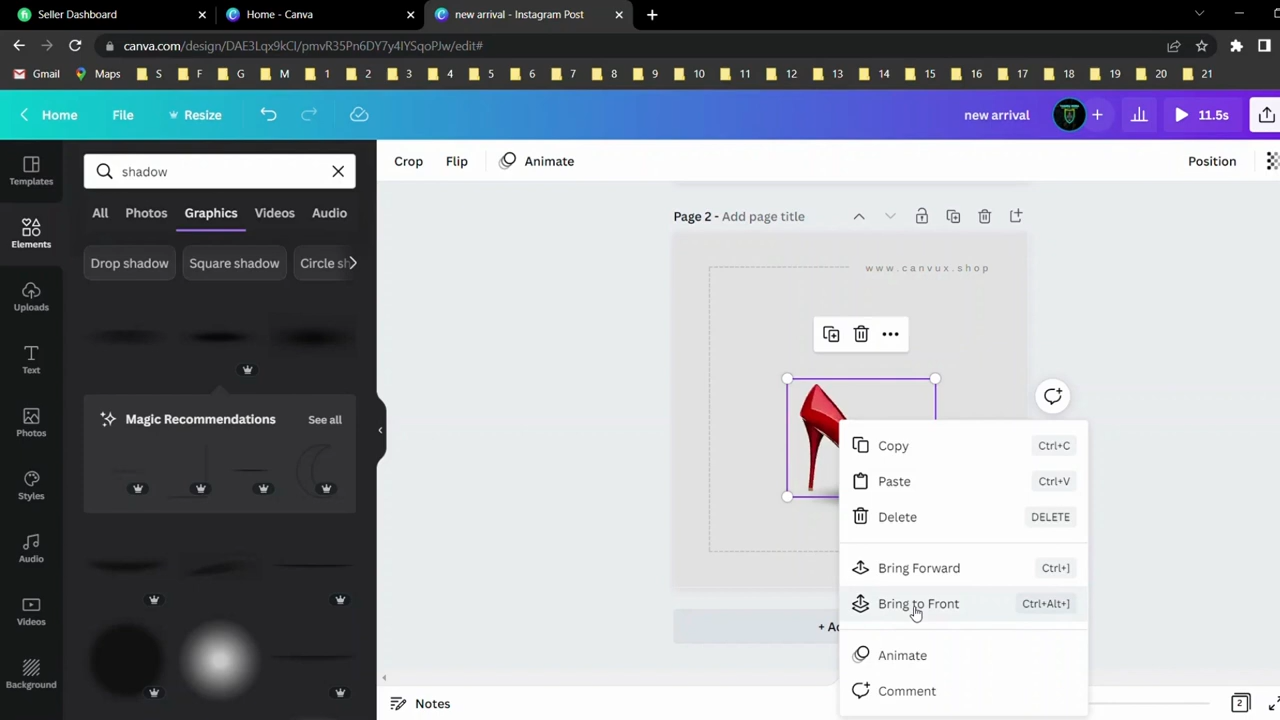 Seller Dashboard
Home - Canva
new arrival - Instagram Post
canva.com/design/DAE3Lqx9kCI/pmvR35Pn6DY7y4IYSqoPJw/edit#
Gmail Maps S F G M 1 2 3 4 5 6 7 8 9 10 11 12 13 14 15 16 17 18 19 20 21
Home File Resize new arrival 11.5s
Templates
Elements
Uploads
Text
Photos
Styles
Audio
Videos
Background
shadow
All Photos Graphics Videos Audio
Drop shadow Square shadow Circle sh
Magic Recommendations See all
Crop Flip Animate Position
Page 2 - Add page title
www.canvux.shop
Copy Ctrl+C
Paste Ctrl+V
Delete DELETE
Bring Forward Ctrl+]
Bring to Front Ctrl+Alt+]
Animate
Comment
+ Ad
Notes
2